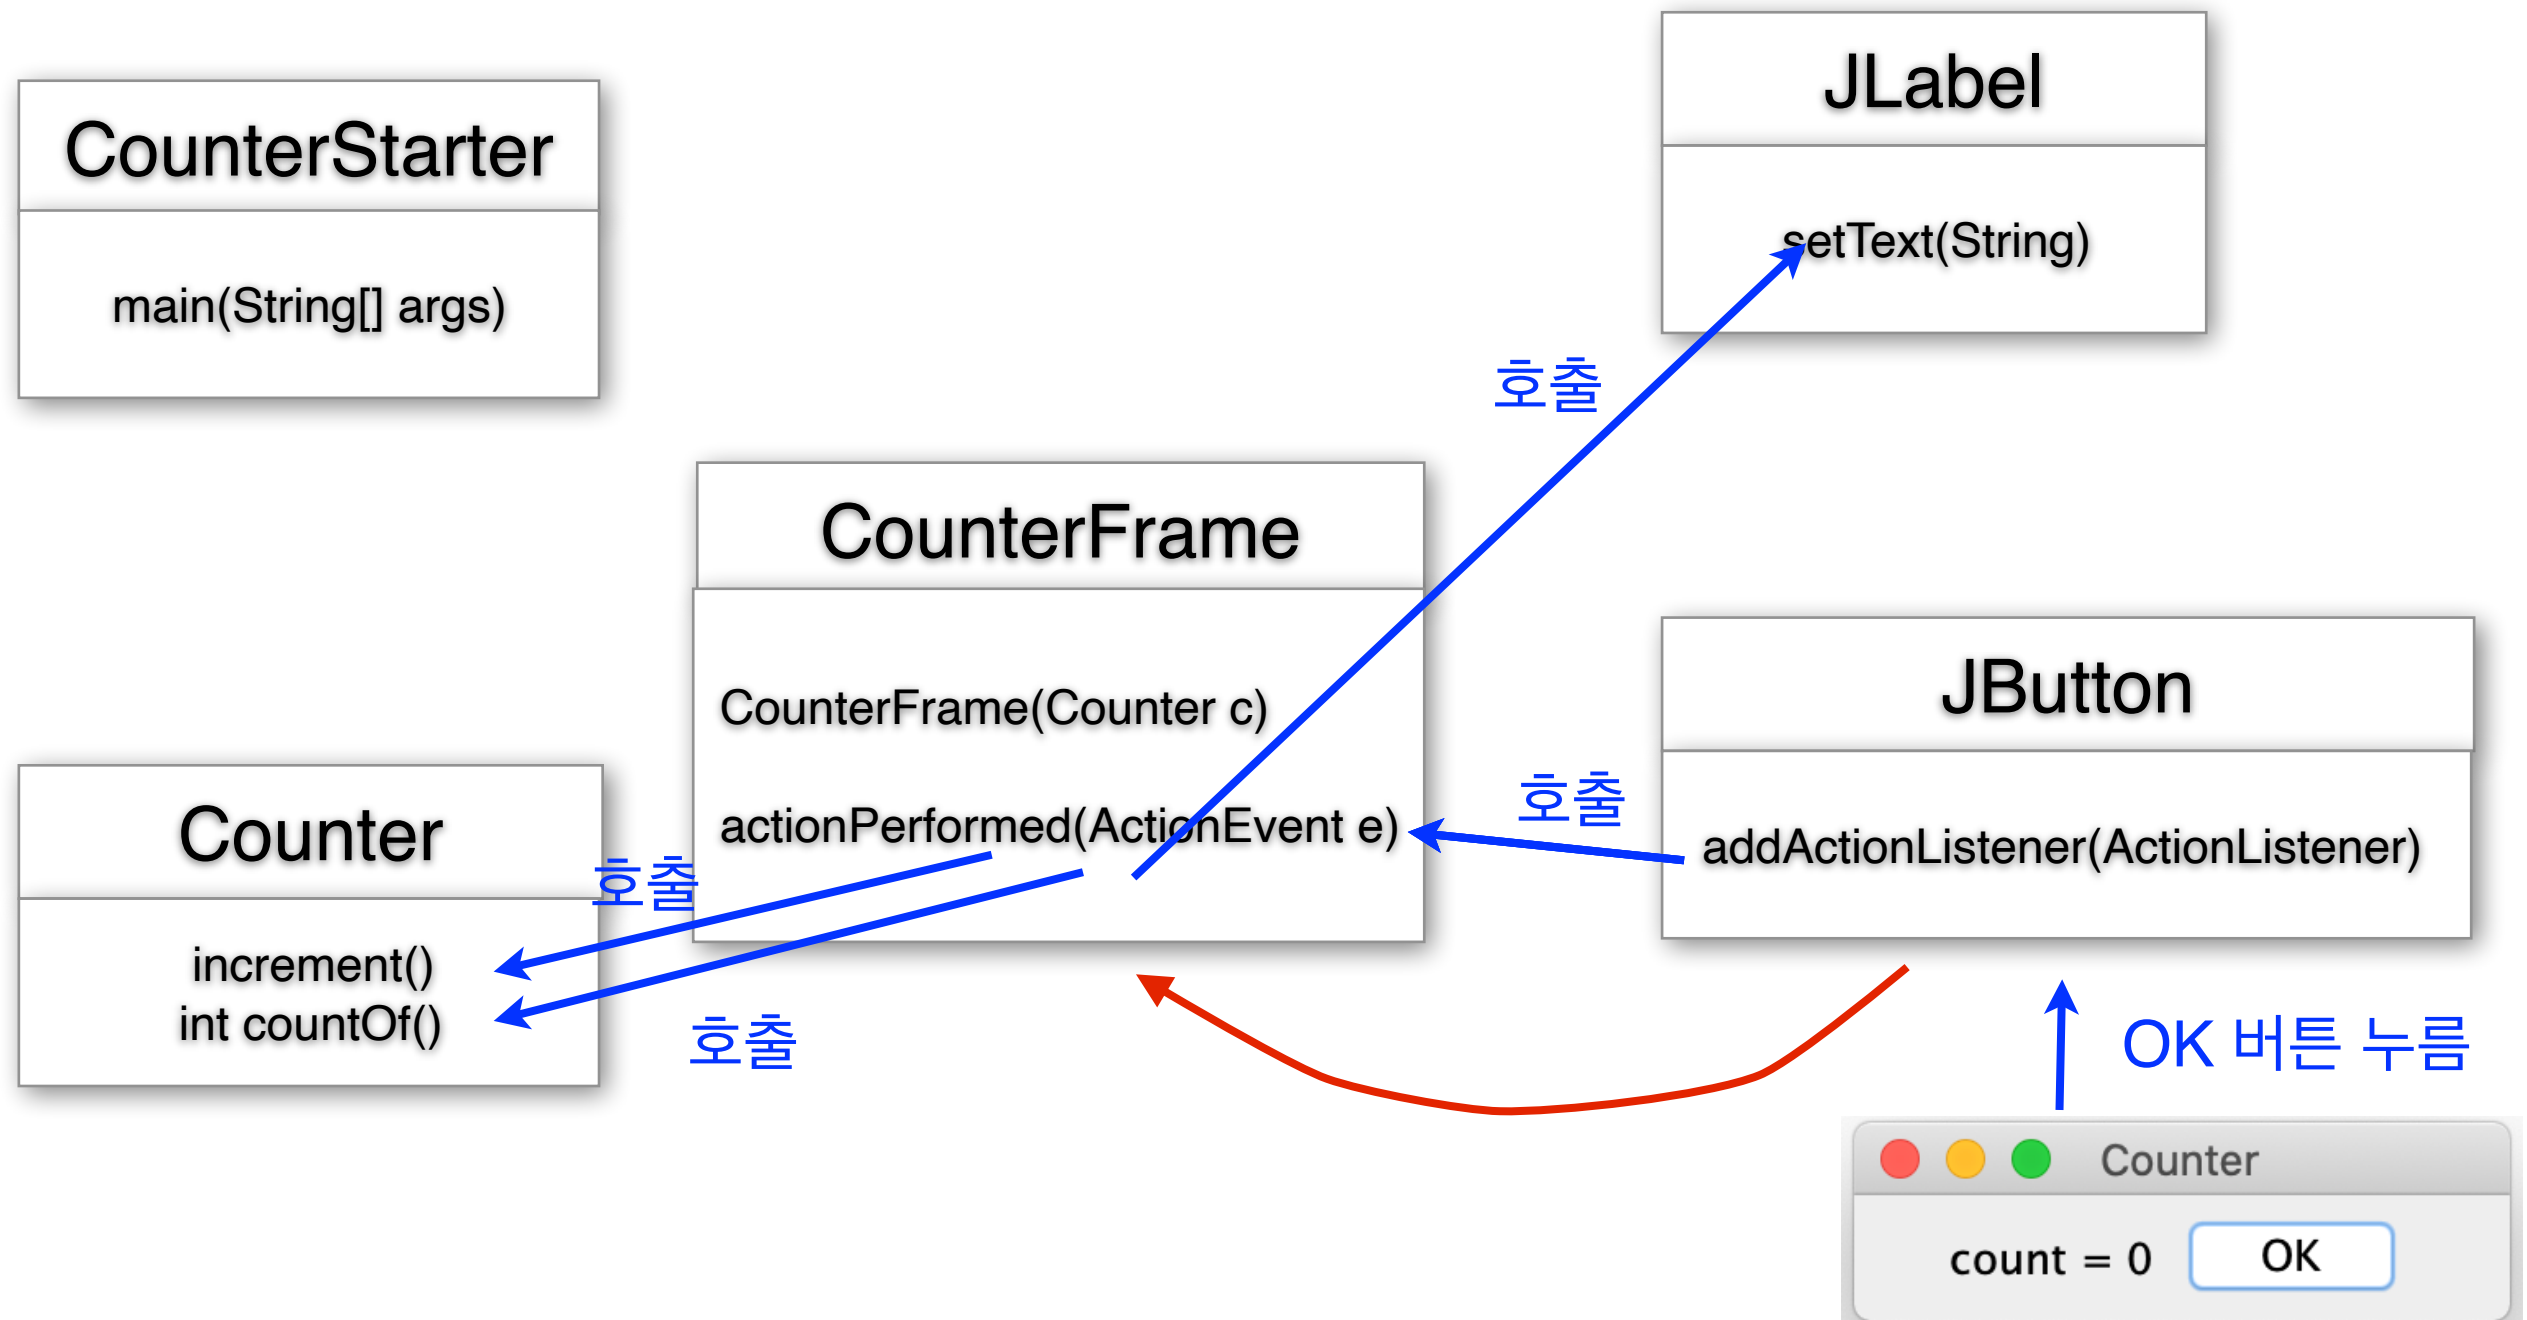 CounterStarter
main(String[] args)
JLabel
setText(String)
호출
CounterFrame
CounterFrame(Counter c)
actionPerformed(ActionEvent e)
호출
JButton
addActionListener(ActionListener)
Counter
increment()
int countOf()
호출
호출
OK 버튼 누름
Counter
count = 0
OK